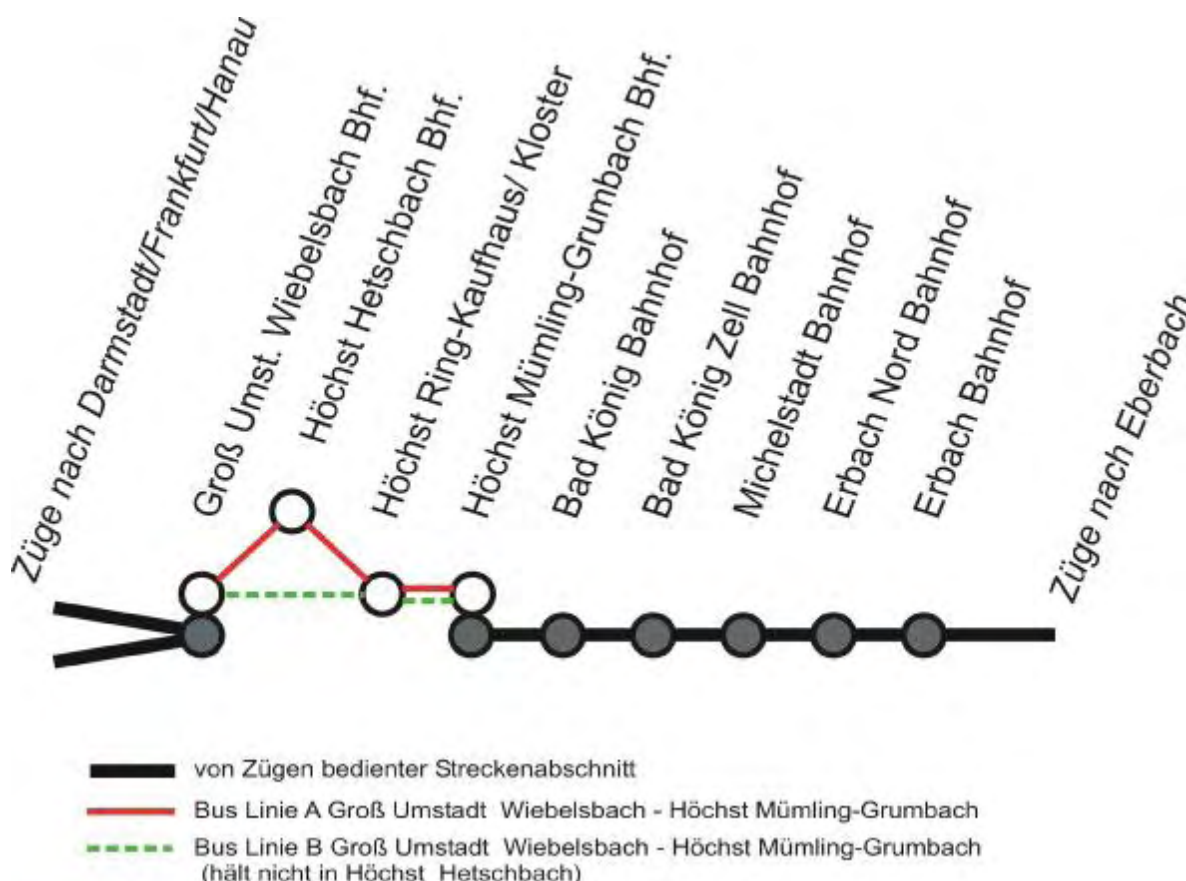 Züge nach Darmstadt/Frankfurt/Hanau
Groß Umst. Wiebelsbach Bhf.
Höchst Hetschbach Bhf.
Höchst Ring-Kaufhaus/ Kloster
Höchst Mümling-Grumbach Bhf.
Bad König Bahnhof
Bad König Zell Bahnhof
Michelstadt Bahnhof
Erbach Nord Bahnhof
Erbach Bahnhof
Züge nach Eberbach
von Zügen bedienter Streckenabschnitt
Bus Linie A Groß Umstadt Wiebelsbach - Höchst Mümling-Grumbach
Bus Linie B Groß Umstadt Wiebelsbach - Höchst Mümling-Grumbach
(hält nicht in Höchst Hetschbach)